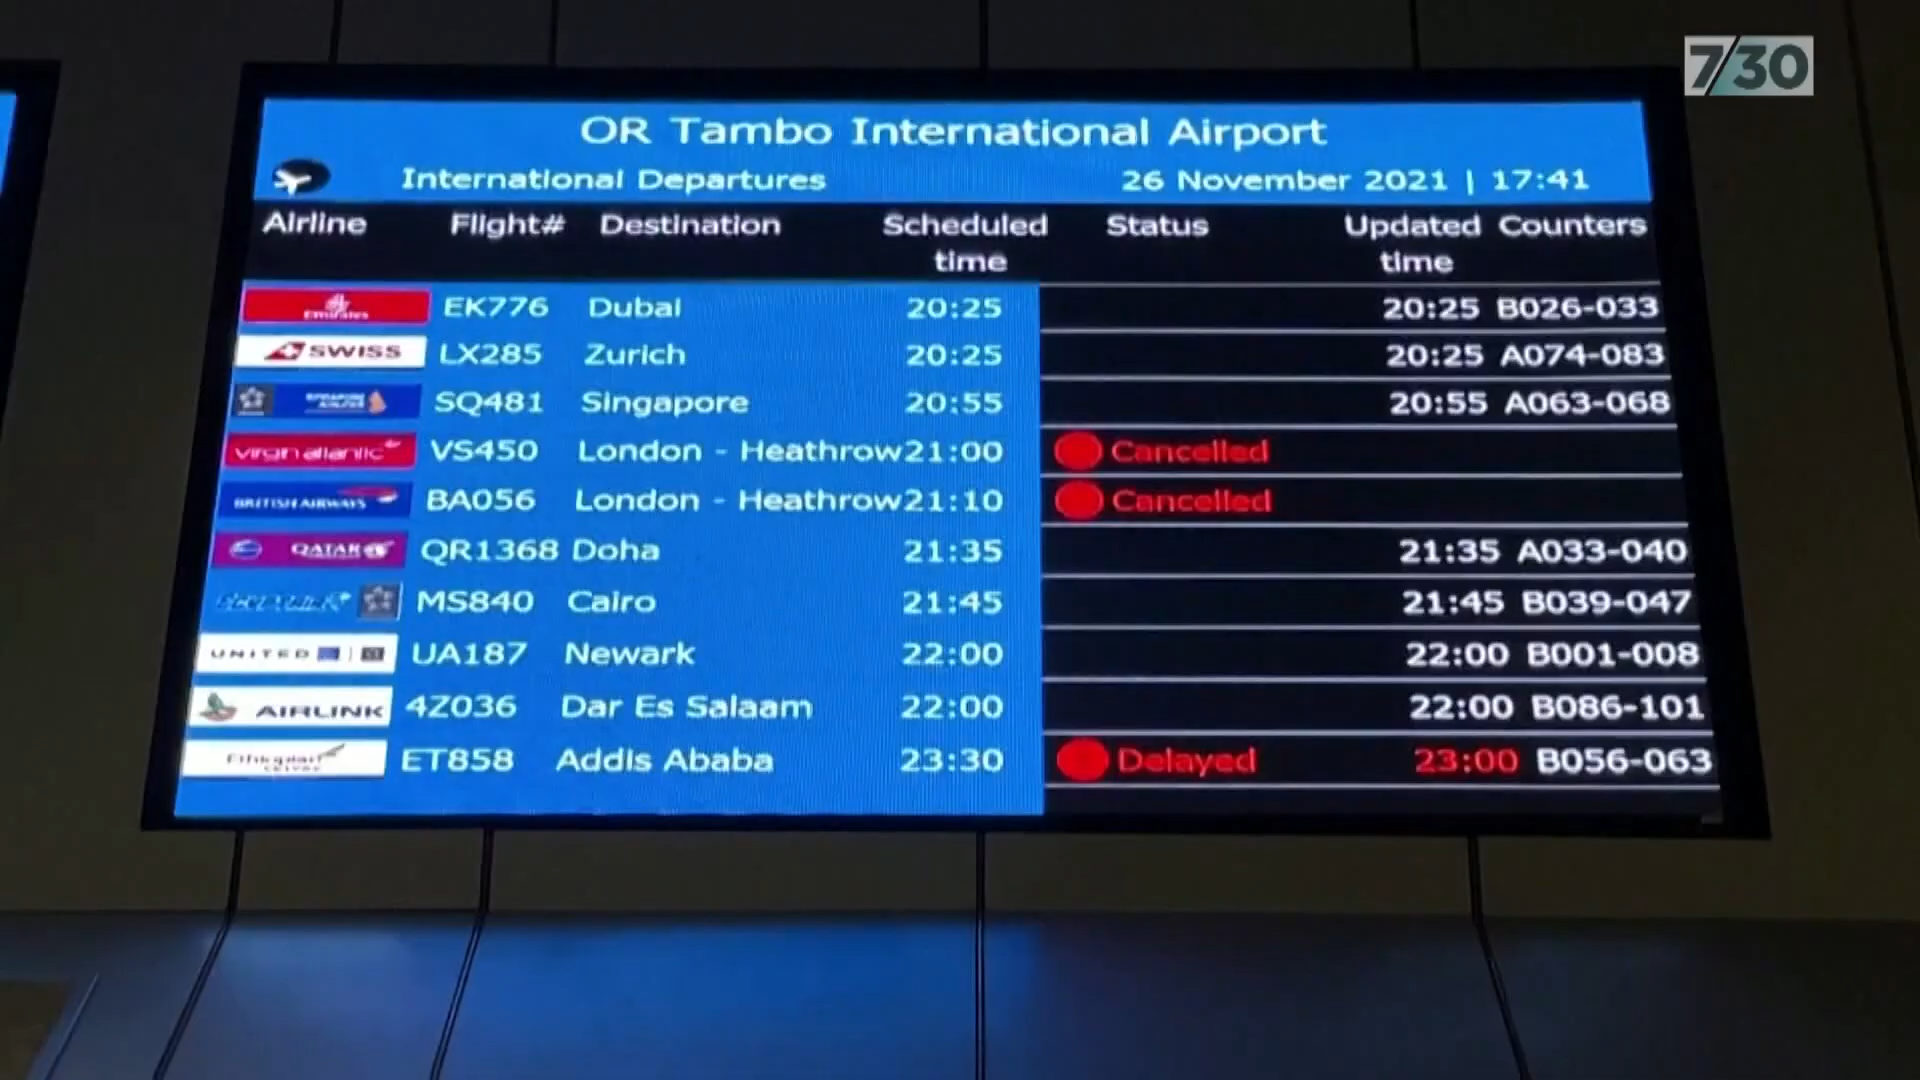 7/30
OR Tambo International Airport
International Departures 26 November 2021 | 17:41
Airline Flight# Destination Scheduled time Status Updated time Counters
Emirates EK776 Dubai 20:25 20:25 B026-033
SWISS LX285 Zurich 20:25 20:25 A074-083
SINGAPORE AIRLINES SQ481 Singapore 20:55 20:55 A063-068
virgin atlantic VS450 London - Heathrow 21:00 Cancelled
BRITISH AIRWAYS BA056 London - Heathrow 21:10 Cancelled
QATAR QR1368 Doha 21:35 21:35 A033-040
MS840 Cairo 21:45 21:45 B039-047
UNITED UA187 Newark 22:00 22:00 B001-008
AIRLINK 4Z036 Dar Es Salaam 22:00 22:00 B086-101
Ethiopian ET858 Addis Ababa 23:30 Delayed 23:00 B056-063